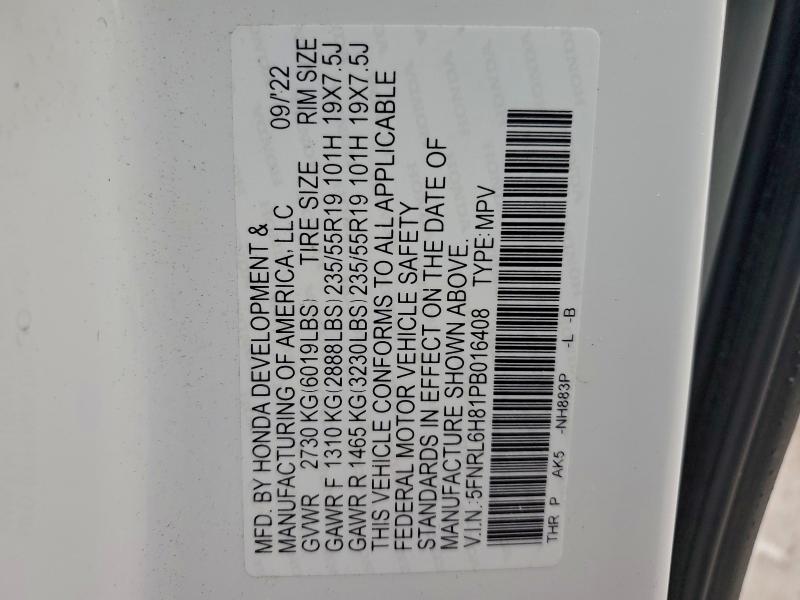 MFD. BY HONDA DEVELOPMENT &
MANUFACTURING OF AMERICA, LLC 09/'22
GVWR 2730 KG(6019LBS) TIRE SIZE RIM SIZE
GAWR F 1310 KG(2888LBS) 235/55R19 101H 19X7.5J
GAWR R 1465 KG(3230LBS) 235/55R19 101H 19X7.5J
THIS VEHICLE CONFORMS TO ALL APPLICABLE
FEDERAL MOTOR VEHICLE SAFETY
STANDARDS IN EFFECT ON THE DATE OF
MANUFACTURE SHOWN ABOVE.
V.I.N.:5FNRL6H81PB016408 TYPE:MPV
THR P AK5 -NH883P -L -B